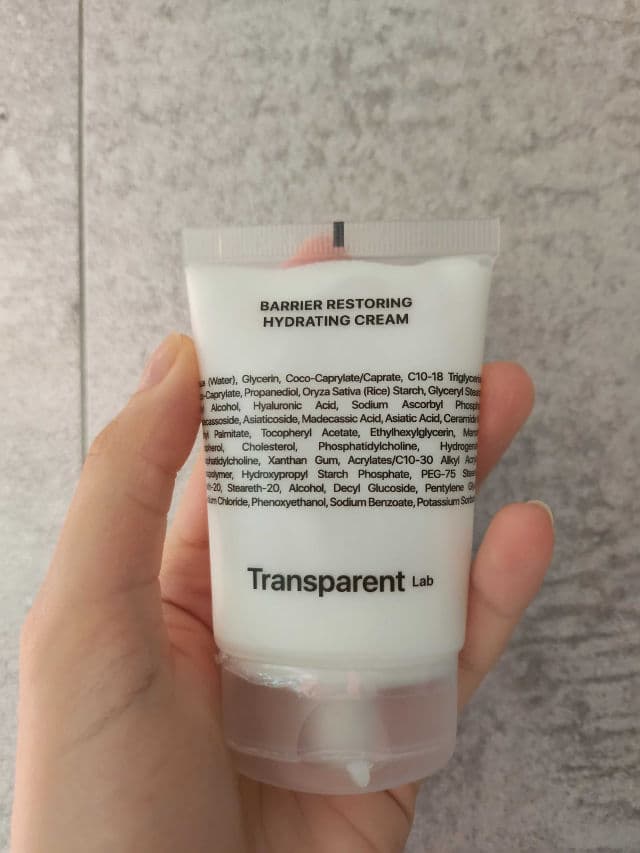 BARRIER RESTORING
HYDRATING CREAM
(Water), Glycerin, Coco-Caprylate/Caprate, C10-18
Propanediol, Oryza Sativa (Rice) Starch, Glyceryl
Alcohol, Hyaluronic Acid, Sodium Ascorbyl
Asiaticoside, Madecassic Acid, Asiatic Acid, Ceramide
Palmitate, Tocopheryl Acetate, Ethylhexylglycerin,
Cholesterol, Phosphatidylcholine,
Xanthan Gum, Acrylates/C10-30 Alkyl
Hydroxypropyl Starch Phosphate, PEG-75
Steareth-20, Alcohol, Decyl Glucoside, Pentylene
Chloride, Phenoxyethanol, Sodium Benzoate, Potassium
Transparent Lab